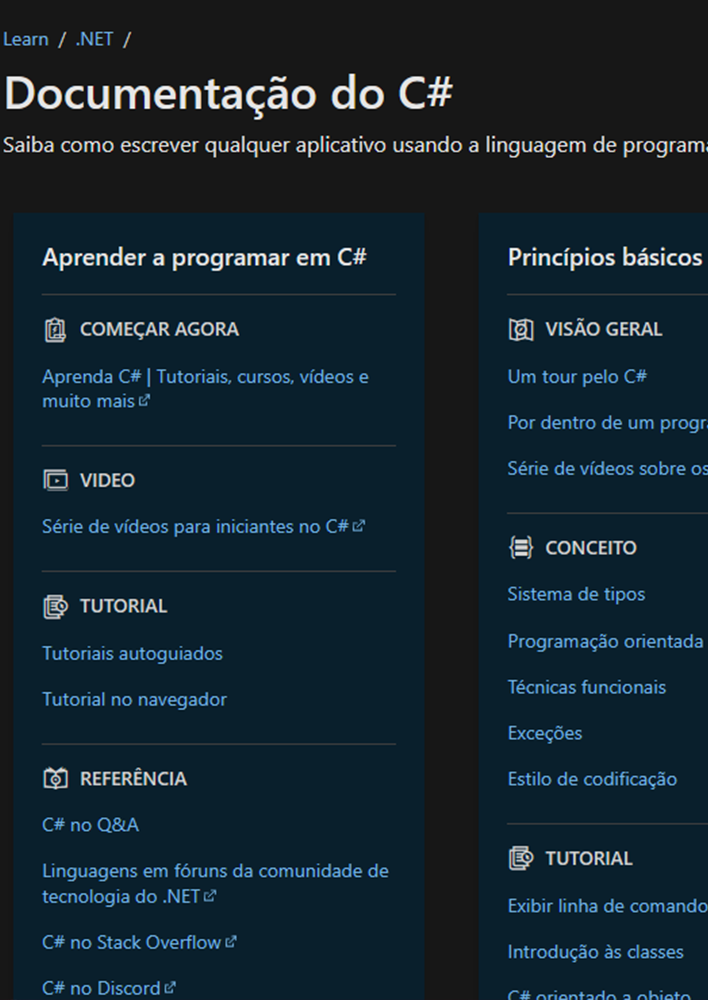 Learn / .NET /
Documentação do C#
Saiba como escrever qualquer aplicativo usando a linguagem de
Aprender a programar em C#
COMEÇAR AGORA
Aprenda C# | Tutoriais, cursos, vídeos e
muito mais
VIDEO
Série de vídeos para iniciantes no C#
TUTORIAL
Tutoriais autoguiados
Tutorial no navegador
REFERÊNCIA
C# no Q&A
Linguagens em fóruns da comunidade de
tecnologia do .NET
C# no Stack Overflow
C# no Discord
Princípios básicos
VISÃO GERAL
Um tour pelo C#
Por dentro de um
Série de vídeos sobre os
CONCEITO
Sistema de tipos
Programação orientada
Técnicas funcionais
Exceções
Estilo de codificação
TUTORIAL
Exibir linha de comando
Introdução às classes
C# orientado a objeto